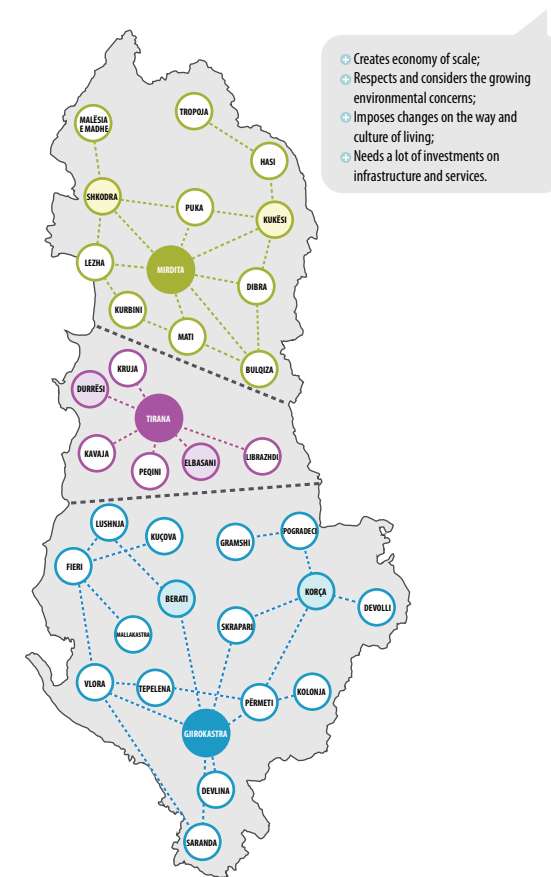 Creates economy of scale;
Respects and considers the growing
environmental concerns;
Imposes changes on the way and
culture of living;
Needs a lot of investments on
infrastructure and services.
TROPOJA
MALËSIA
E MADHE
HASI
SHKODRA
PUKA
KUKËSI
LEZHA
MIRDITA
DIBRA
KURBINI
MATI
BULQIZA
KRUJA
DURRËSI
TIRANA
KAVAJA
PEQINI
ELBASANI
LIBRAZHDI
LUSHNJA
KUÇOVA
GRAMSHI
POGRADECI
FIERI
BERATI
KORÇA
DEVOLLI
MALLAKASTRA
SKRAPARI
VLORA
TEPELENA
PËRMETI
KOLONJA
GJIROKASTRA
DEVLINA
SARANDA